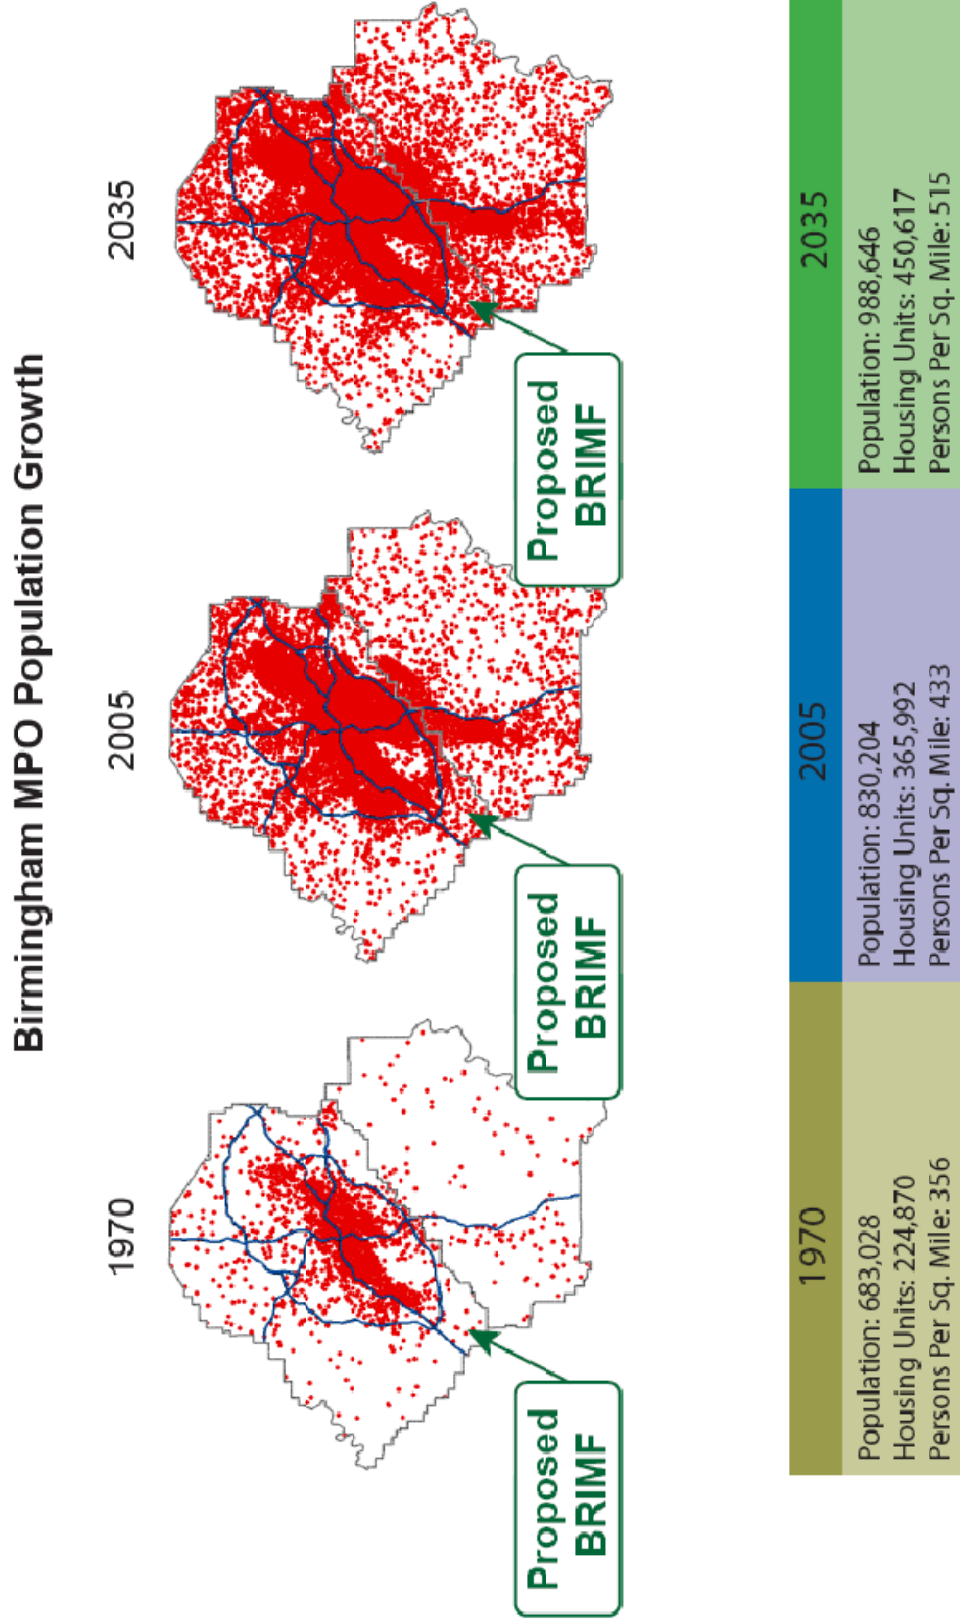 Birmingham MPO Population Growth
1970
2005
2035
Proposed
BRIMF
Proposed
BRIMF
Proposed
BRIMF
1970
Population: 683,028
Housing Units: 224,870
Persons Per Sq. Mile: 356
2005
Population: 830,204
Housing Units: 365,992
Persons Per Sq. Mile: 433
2035
Population: 988,646
Housing Units: 450,617
Persons Per Sq. Mile: 515